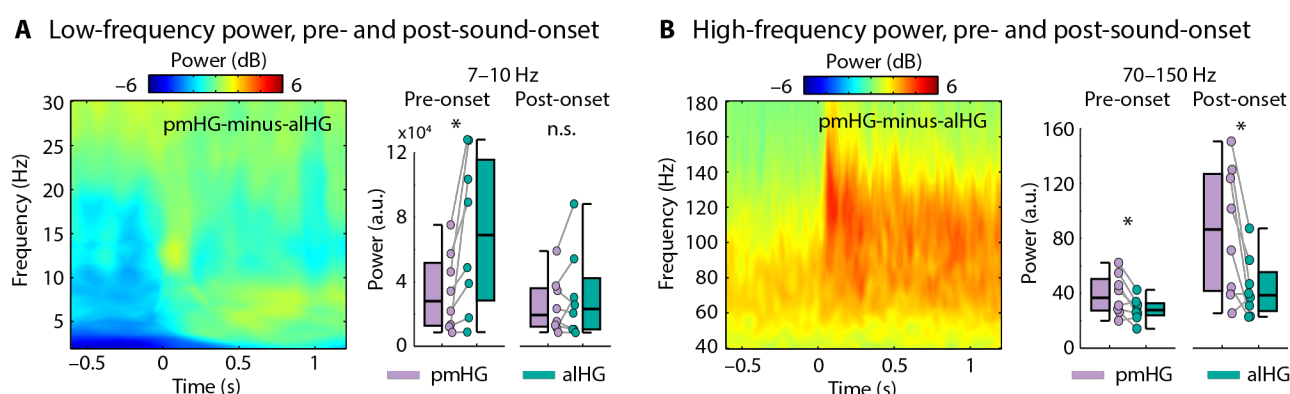 A Low-frequency power, pre- and post-sound-onset
Power (dB)
−6 6
pmHG-minus-alHG
Frequency (Hz)
30
25
20
15
10
5
−0.5 0 0.5 1
Time (s)
7–10 Hz
Pre-onset Post-onset
* n.s.
x10⁴
Power (a.u.)
12
8
4
0
pmHG alHG
B High-frequency power, pre- and post-sound-onset
Power (dB)
−6 6
pmHG-minus-alHG
Frequency (Hz)
180
160
140
120
100
80
60
40
−0.5 0 0.5 1
Time (s)
70–150 Hz
Pre-onset Post-onset
* *
Power (a.u.)
160
120
80
40
0
pmHG alHG